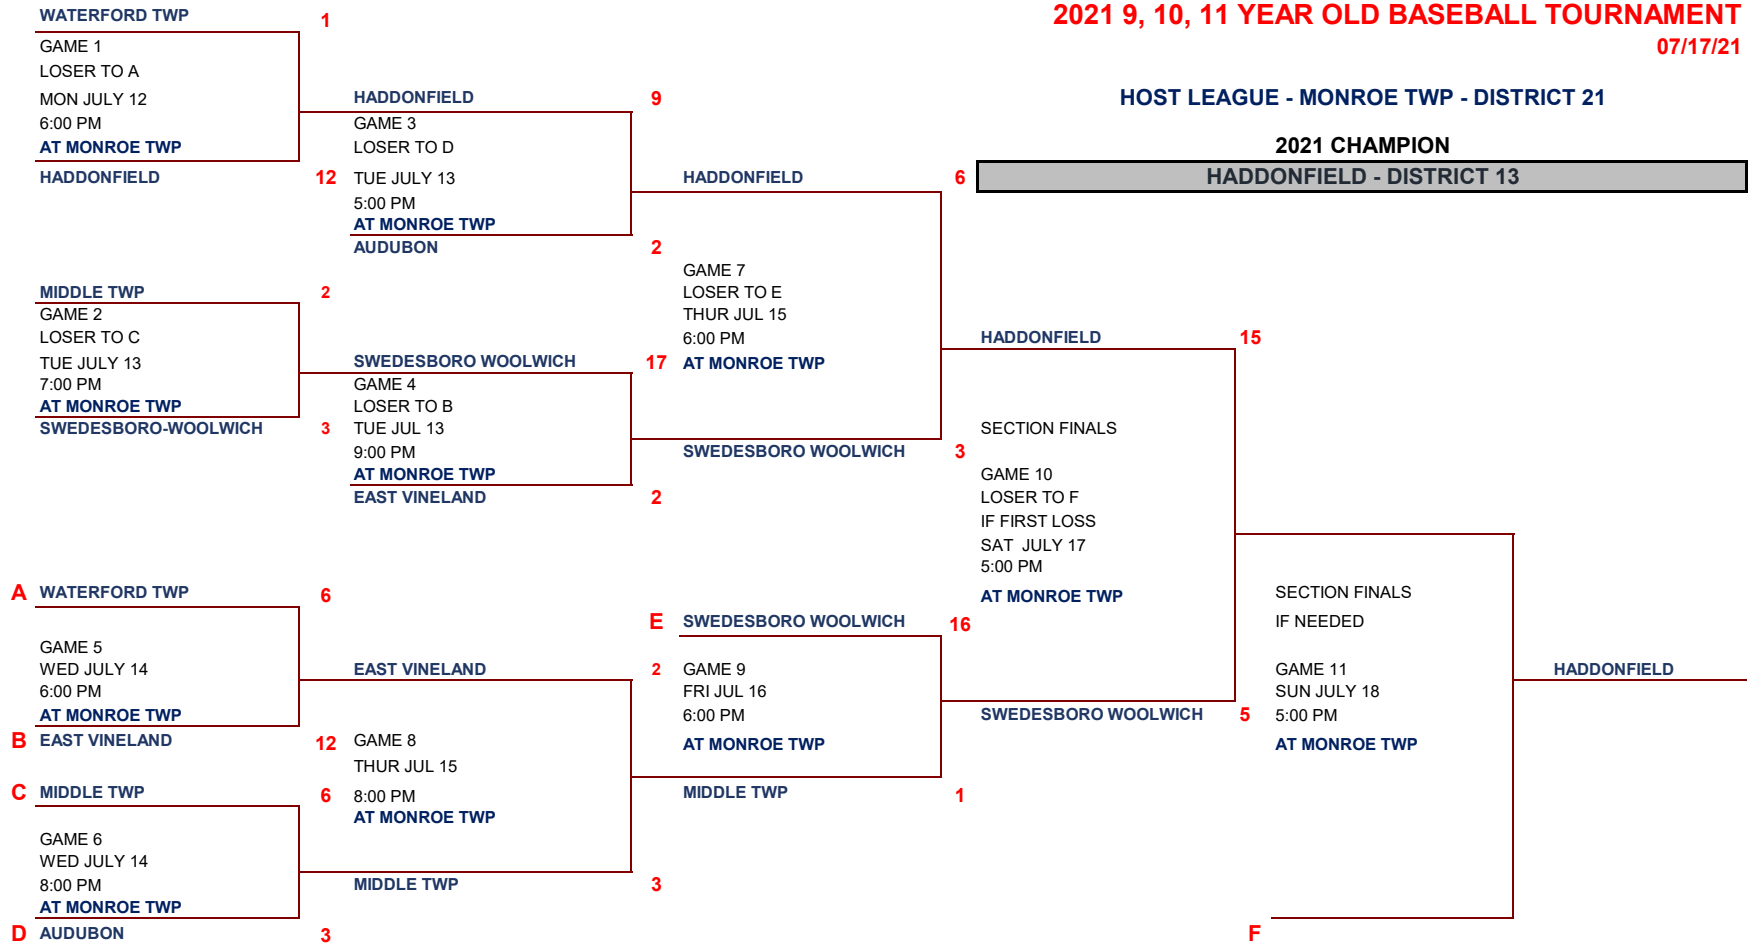 2021 9, 10, 11 YEAR OLD BASEBALL TOURNAMENT
07/17/21
HOST LEAGUE - MONROE TWP - DISTRICT 21
2021 CHAMPION
HADDONFIELD - DISTRICT 13
WATERFORD TWP 1
GAME 1
LOSER TO A
MON JULY 12
6:00 PM
AT MONROE TWP
HADDONFIELD 12
MIDDLE TWP 2
GAME 2
LOSER TO C
TUE JULY 13
7:00 PM
AT MONROE TWP
SWEDESBORO-WOOLWICH 3
HADDONFIELD 9
GAME 3
LOSER TO D
TUE JULY 13
5:00 PM
AT MONROE TWP
AUDUBON 2
SWEDESBORO WOOLWICH 17
GAME 4
LOSER TO B
TUE JUL 13
9:00 PM
AT MONROE TWP
EAST VINELAND 2
HADDONFIELD 6
GAME 7
LOSER TO E
THUR JUL 15
6:00 PM
AT MONROE TWP
SWEDESBORO WOOLWICH 3
A WATERFORD TWP 6
GAME 5
WED JULY 14
6:00 PM
AT MONROE TWP
B EAST VINELAND 12
C MIDDLE TWP 6
GAME 6
WED JULY 14
8:00 PM
AT MONROE TWP
D AUDUBON 3
EAST VINELAND 2
GAME 8
THUR JUL 15
8:00 PM
AT MONROE TWP
MIDDLE TWP 3
E SWEDESBORO WOOLWICH 16
GAME 9
FRI JUL 16
6:00 PM
AT MONROE TWP
MIDDLE TWP 1
HADDONFIELD 15
SECTION FINALS
GAME 10
LOSER TO F
IF FIRST LOSS
SAT JULY 17
5:00 PM
AT MONROE TWP
SWEDESBORO WOOLWICH 5
SECTION FINALS
IF NEEDED
GAME 11
SUN JULY 18
5:00 PM
AT MONROE TWP
F
HADDONFIELD